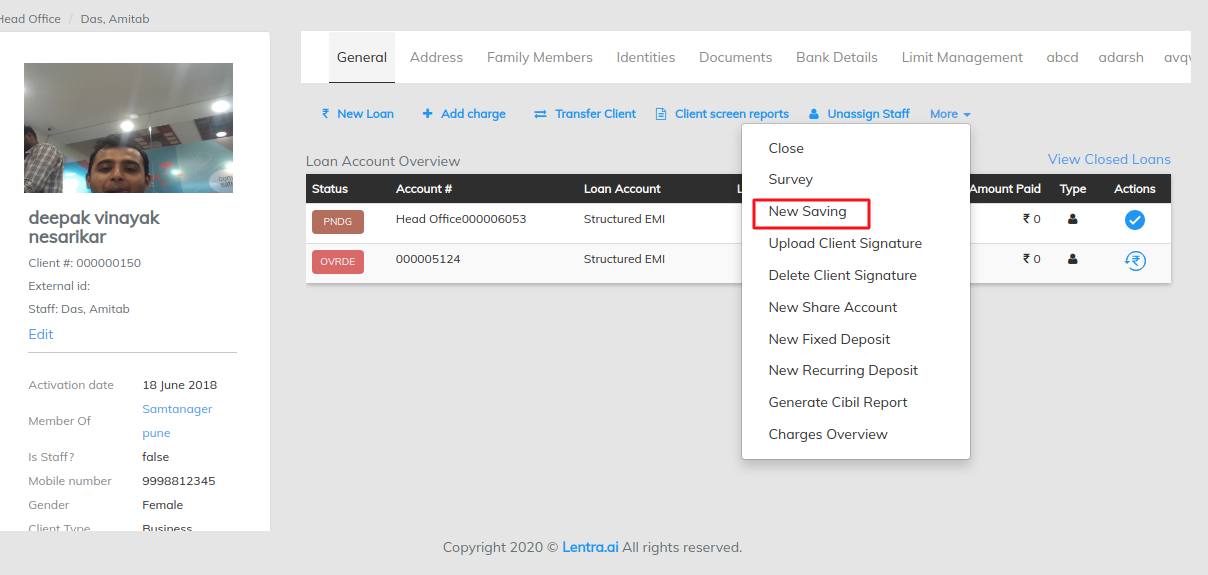 Head Office / Das, Amitab
General Address Family Members Identities Documents Bank Details Limit Management abcd adarsh
₹ New Loan + Add charge Transfer Client Client screen reports Unassign Staff More
Close
Survey
New Saving
Upload Client Signature
Delete Client Signature
New Share Account
New Fixed Deposit
New Recurring Deposit
Generate Cibil Report
Charges Overview
Loan Account Overview View Closed Loans
Status Account # Loan Account Amount Paid Type Actions
PNDG Head Office000006053 Structured EMI ₹ 0
OVRDE 000005124 Structured EMI ₹ 0 ₹
deepak vinayak
nesarikar
Client #: 000000150
External id:
Staff: Das, Amitab
Edit
Activation date 18 June 2018
Member Of Samtanager
pune
Is Staff? false
Mobile number 9998812345
Gender Female
Client Type Business
Copyright 2020 © Lentra.ai All rights reserved.